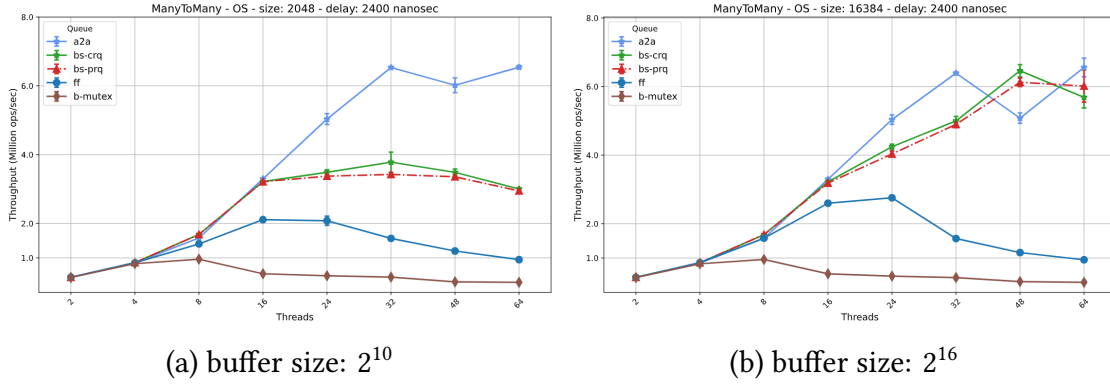 ManyToMany - OS - size: 2048 - delay: 2400 nanosec
8.0
6.0
4.0
2.0
1.0
Throughput (Million ops/sec)
Queue
a2a
bs-crq
bs-prq
ff
b-mutex
2
4
8
16
24
32
48
64
Threads
(a) buffer size: 2^10
ManyToMany - OS - size: 16384 - delay: 2400 nanosec
8.0
6.0
4.0
2.0
1.0
Throughput (Million ops/sec)
Queue
a2a
bs-crq
bs-prq
ff
b-mutex
2
4
8
16
24
32
48
64
Threads
(b) buffer size: 2^16